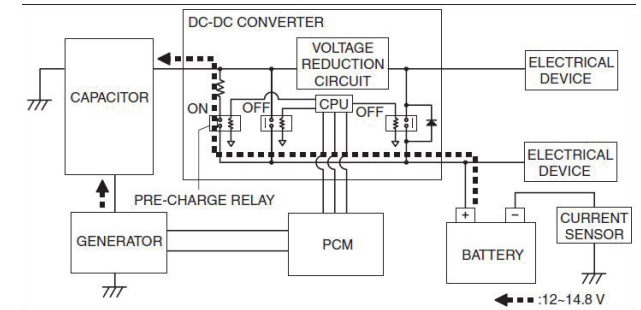 DC-DC CONVERTER
VOLTAGE
REDUCTION
CIRCUIT
ELECTRICAL
DEVICE
CAPACITOR
ON
OFF
CPU
OFF
ELECTRICAL
DEVICE
PRE-CHARGE RELAY
GENERATOR
PCM
+
−
BATTERY
CURRENT
SENSOR
:12~14.8 V